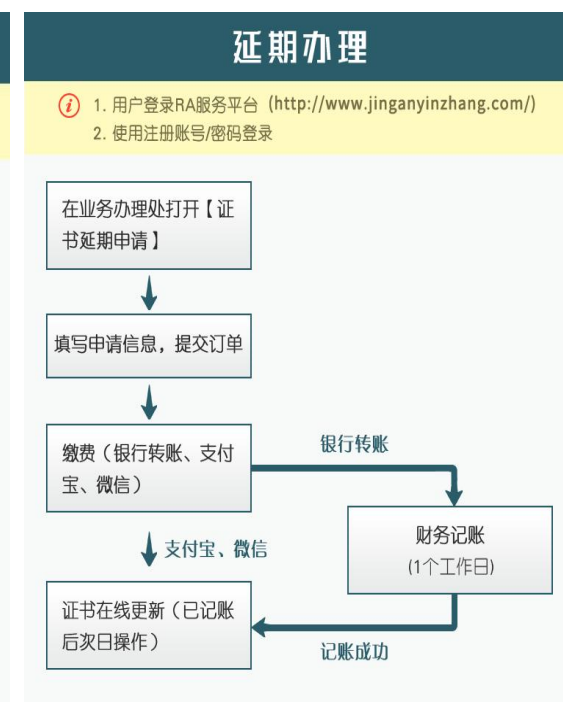 延期办理
1. 用户登录RA服务平台（http://www.jinganyinzhang.com/)
2. 使用注册账号/密码登录
在业务办理处打开【证
书延期申请】
填写申请信息，提交订单
缴费（银行转账、支付
宝、微信）
银行转账
财务记账
(1个工作日)
支付宝、微信
证书在线更新（已记账
后次日操作）
记账成功